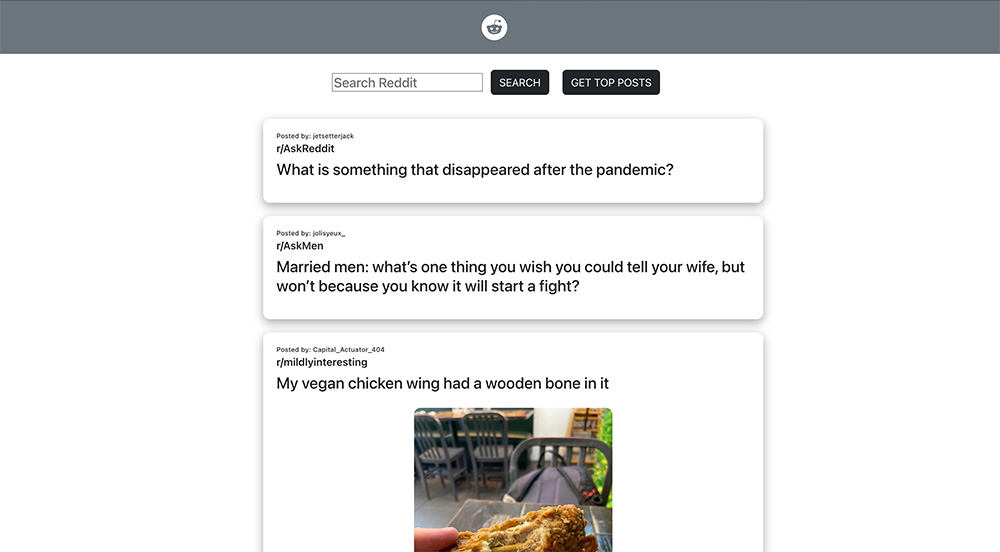 Search Reddit
SEARCH
GET TOP POSTS
Posted by: jetsetterjack
r/AskReddit
What is something that disappeared after the pandemic?
Posted by: jolisyeux_
r/AskMen
Married men: what’s one thing you wish you could tell your wife, but
won’t because you know it will start a fight?
Posted by: Capital_Actuator_404
r/mildlyinteresting
My vegan chicken wing had a wooden bone in it